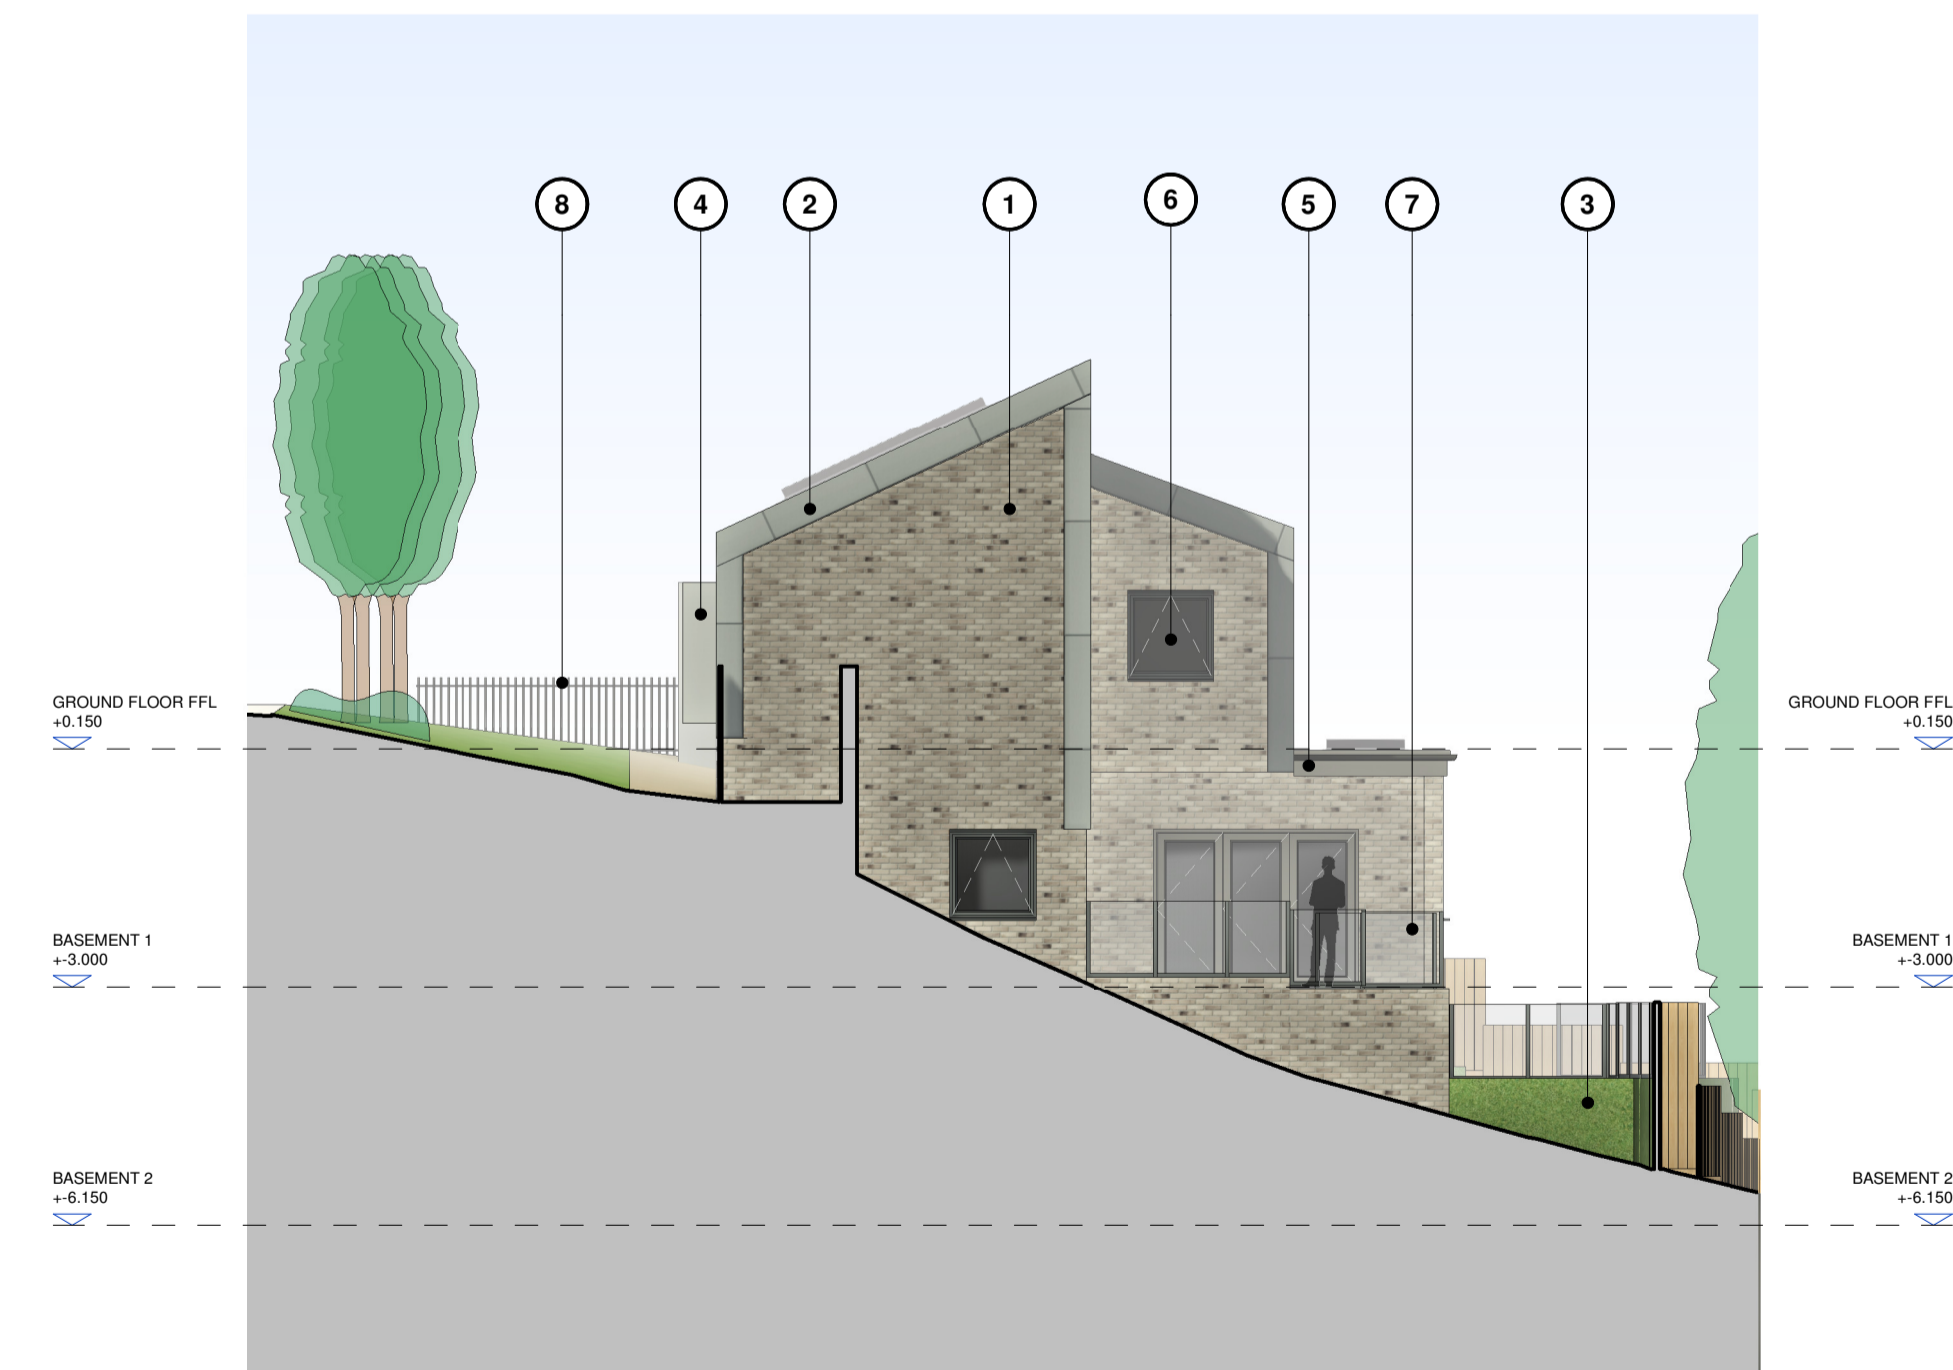 8 4 2 1 6 5 7 3
GROUND FLOOR FFL
+0.150
GROUND FLOOR FFL
+0.150
BASEMENT 1
+-3.000
BASEMENT 1
+-3.000
BASEMENT 2
+-6.150
BASEMENT 2
+-6.150